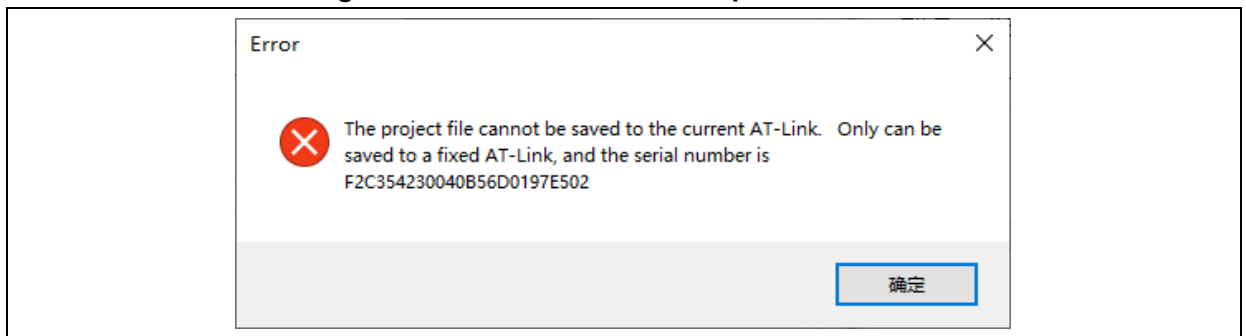 Error
The project file cannot be saved to the current AT-Link.   Only can be
saved to a fixed AT-Link, and the serial number is
F2C354230040B56D0197E502
确定